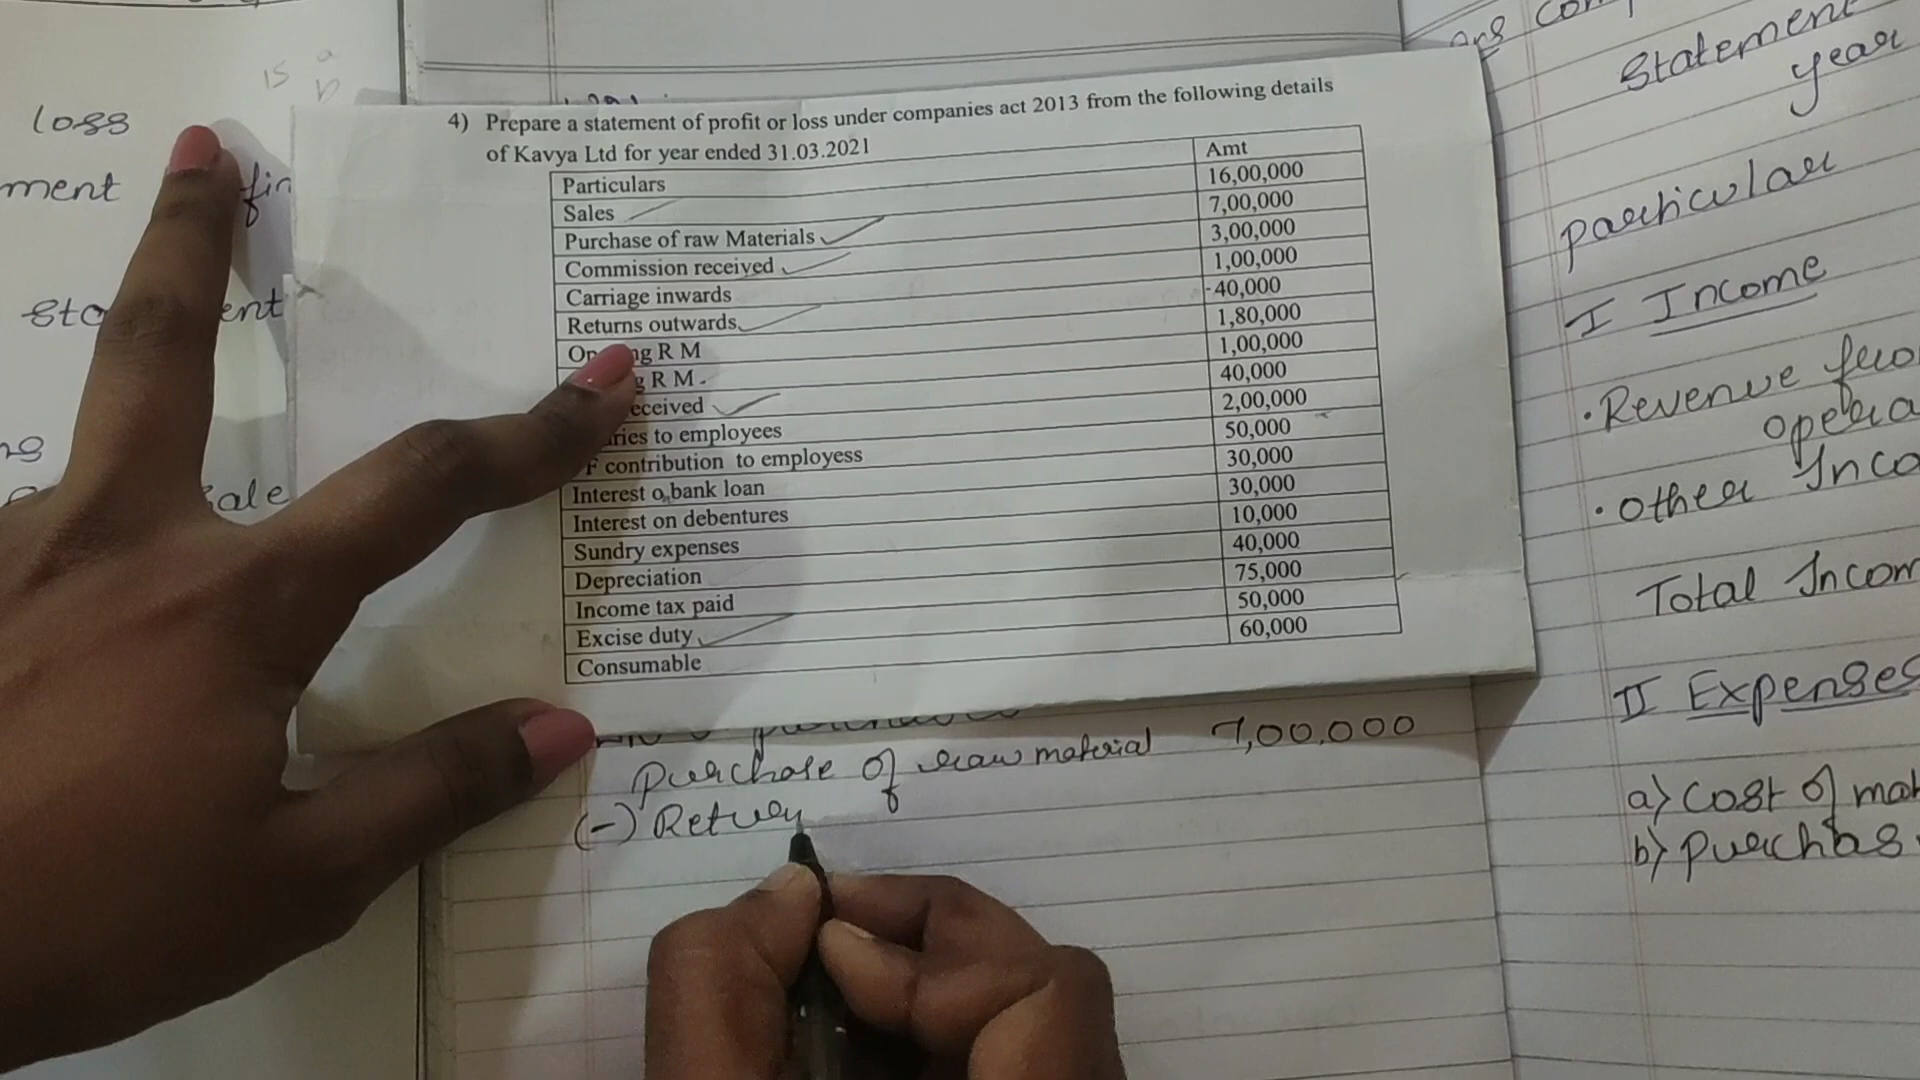 15 a
b
loss
ment fin
ent
ale
4) Prepare a statement of profit or loss under companies act 2013 from the following details
of Kavya Ltd for year ended 31.03.2021
Particulars Amt
Sales 16,00,000
Purchase of raw Materials 7,00,000
Commission received 3,00,000
Carriage inwards 1,00,000
Returns outwards -40,000
R M 1,80,000
R M 1,00,000
eceived 40,000
ries to employees 2,00,000
F contribution to employess 50,000
Interest o bank loan 30,000
Interest on debentures 30,000
Sundry expenses 10,000
Depreciation 40,000
Income tax paid 75,000
Excise duty 50,000
Consumable 60,000
Purchase of raw material 7,00,000
(-) Return
Ans
Statement
year
particular
I Income
• Revenue fro
opera
• Other Inco
Total Incom
II Expenses
a) Cost of mat
b) purchas